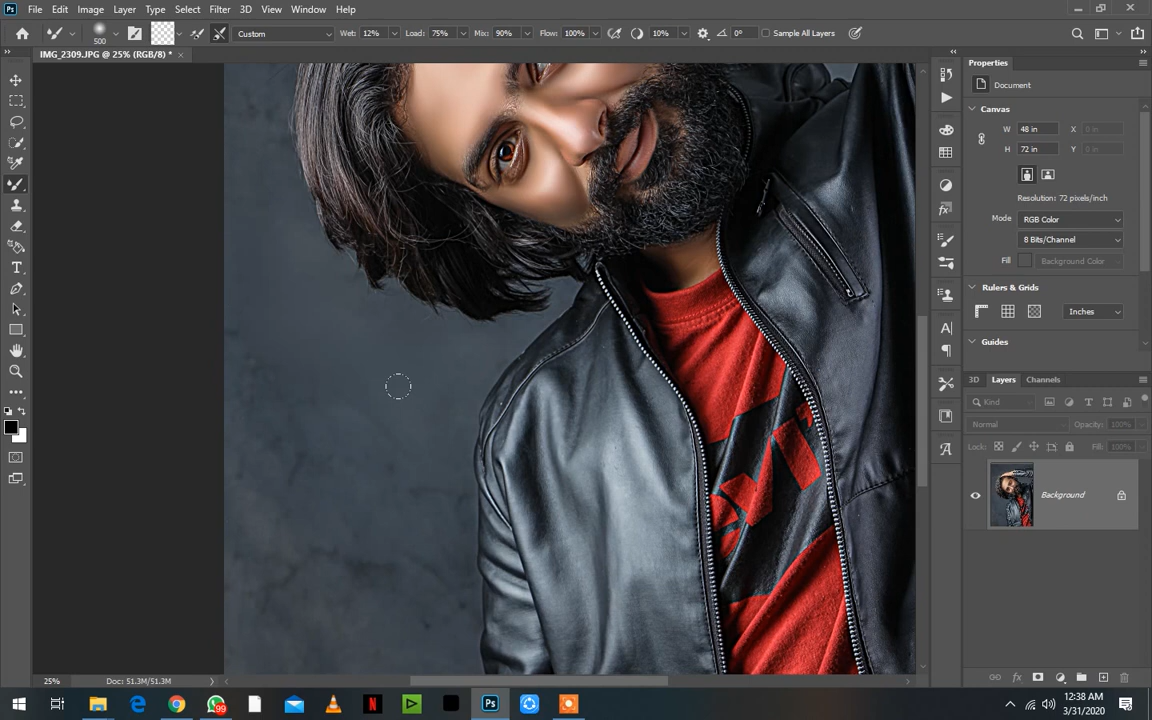 Ps File Edit Image Layer Type Select Filter 3D View Window Help
500 Custom Wet: 12% Load: 75% Mix: 90% Flow: 100% 10% 0° Sample All Layers
IMG_2309.JPG @ 25% (RGB/8) * ×
Properties
Document
Canvas
W 48 in X 0 in
H 72 in Y 0 in
Resolution: 72 pixels/inch
Mode RGB Color
8 Bits/Channel
Fill Background Color
Rulers & Grids
Inches
Guides
3D Layers Channels
Kind
Normal Opacity: 100%
Lock: Fill: 100%
Background
25% Doc: 51.3M/51.3M
99 Ps 12:38 AM
3/31/2020